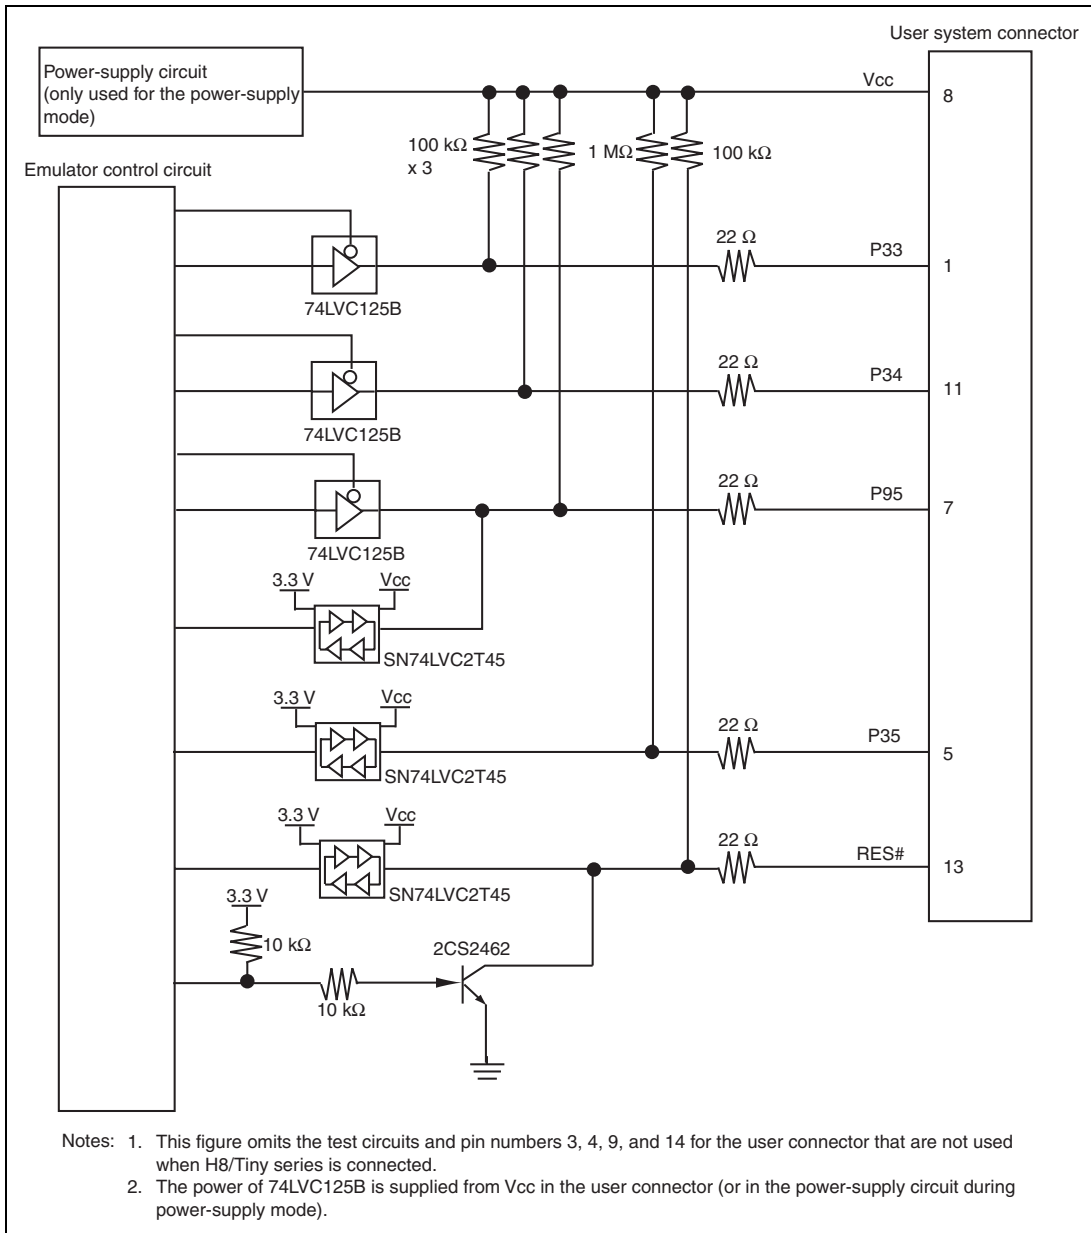 User system connector
Power-supply circuit
(only used for the power-supply
mode)
Vcc
8
100 kΩ
x 3
1 MΩ
100 kΩ
Emulator control circuit
22 Ω
P33
1
74LVC125B
22 Ω
P34
11
74LVC125B
22 Ω
P95
7
74LVC125B
3.3 V
Vcc
SN74LVC2T45
3.3 V
Vcc
22 Ω
P35
5
SN74LVC2T45
3.3 V
Vcc
22 Ω
RES#
13
SN74LVC2T45
3.3 V
10 kΩ
2CS2462
10 kΩ
Notes: 1. This figure omits the test circuits and pin numbers 3, 4, 9, and 14 for the user connector that are not used
when H8/Tiny series is connected.
2. The power of 74LVC125B is supplied from Vcc in the user connector (or in the power-supply circuit during
power-supply mode).